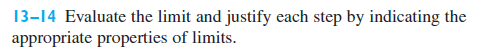 13–14 Evaluate the limit and justify each step by indicating the
appropriate properties of limits.